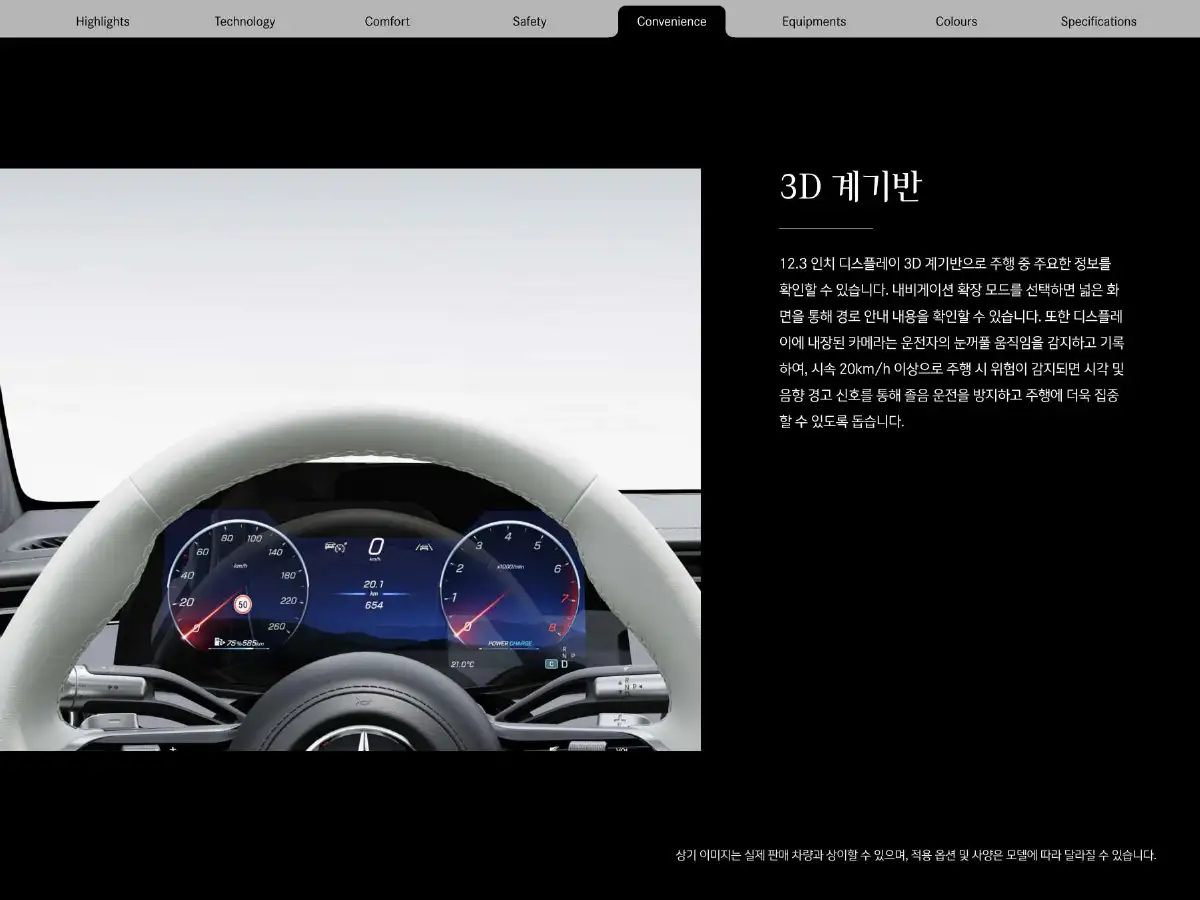 Highlights
Technology
Comfort
Safety
Convenience
Equipments
Colours
Specifications
3D 계기반
12.3 인치 디스플레이 3D 계기반으로 주행 중 주요한 정보를
확인할 수 있습니다. 내비게이션 확장 모드를 선택하면 넓은 화
면을 통해 경로 안내 내용을 확인할 수 있습니다. 또한 디스플레
이에 내장된 카메라는 운전자의 눈꺼풀 움직임을 감지하고 기록
하여, 시속 20km/h 이상으로 주행 시 위험이 감지되면 시각 및
음향 경고 신호를 통해 졸음 운전을 방지하고 주행에 더욱 집중
할 수 있도록 돕습니다.
0 20 40 60 80 100 140 180 220 260
km/h
50
75% 585km
0
km/h
20.1
km
654
0 1 2 3 4 5 6 7 8
x1000/min
POWER CHARGE
21.0°C
R
N P
C D
R
N P
상기 이미지는 실제 판매 차량과 상이할 수 있으며, 적용 옵션 및 사양은 모델에 따라 달라질 수 있습니다.